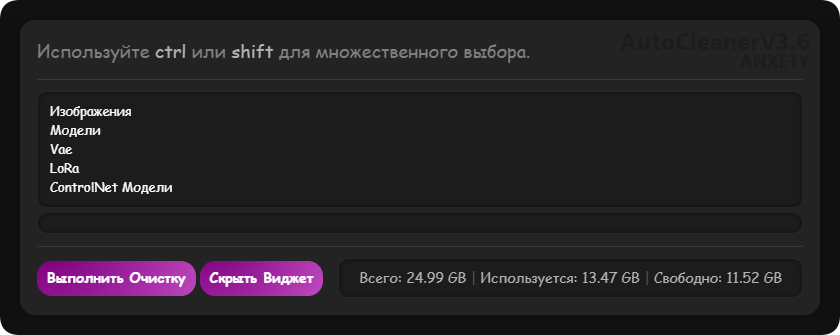 Используйте ctrl или shift для множественного выбора.
AutoCleanerV3.6
ANXETY
Изображения
Модели
Vae
LoRa
ControlNet Модели
Выполнить Очистку
Скрыть Виджет
Всего: 24.99 GB | Используется: 13.47 GB | Свободно: 11.52 GB